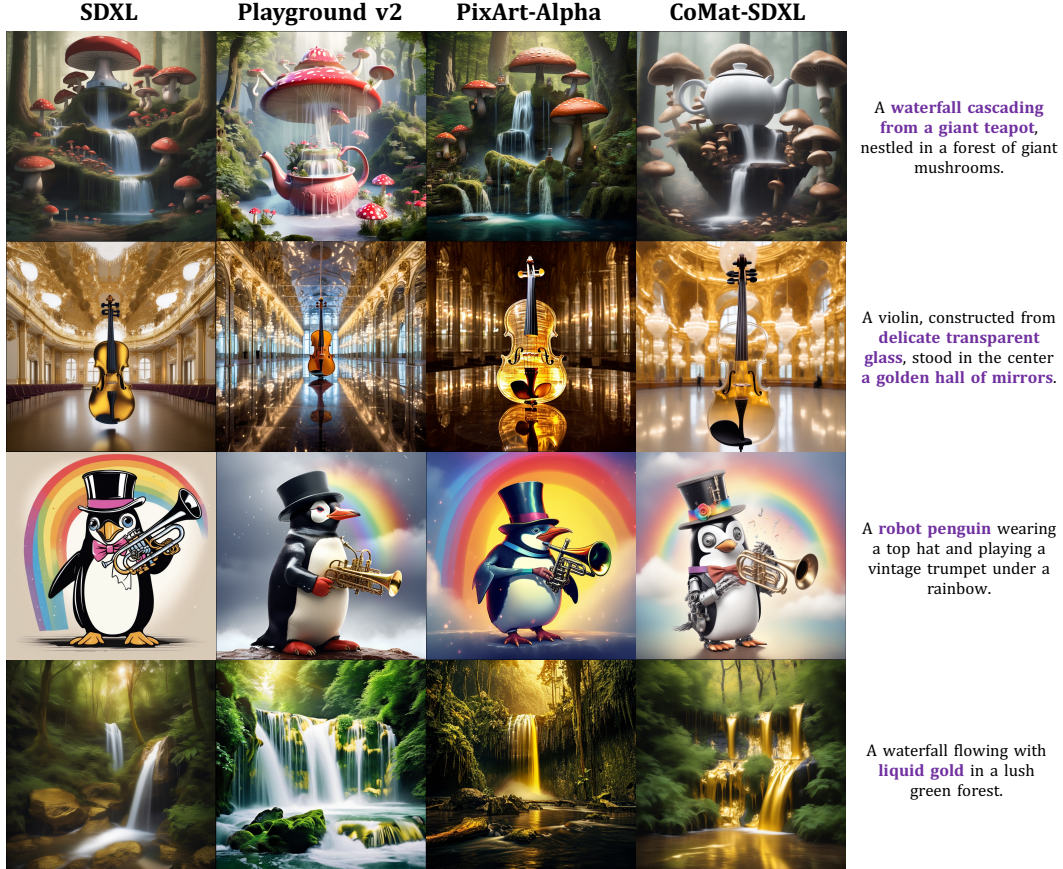 SDXL
Playground v2
PixArt-Alpha
CoMat-SDXL
A waterfall cascading
from a giant teapot,
nestled in a forest of giant
mushrooms.
A violin, constructed from
delicate transparent
glass, stood in the center
a golden hall of mirrors.
A robot penguin wearing
a top hat and playing a
vintage trumpet under a
rainbow.
A waterfall flowing with
liquid gold in a lush
green forest.